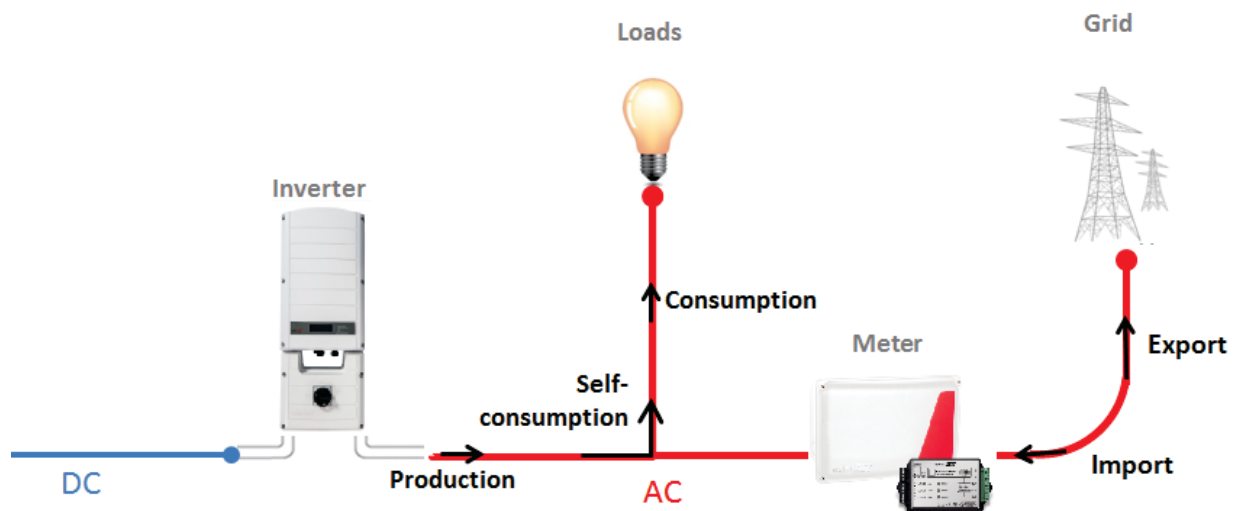 Loads
Grid
Inverter
Consumption
Meter
Export
Self-
consumption
Production
Import
DC
AC